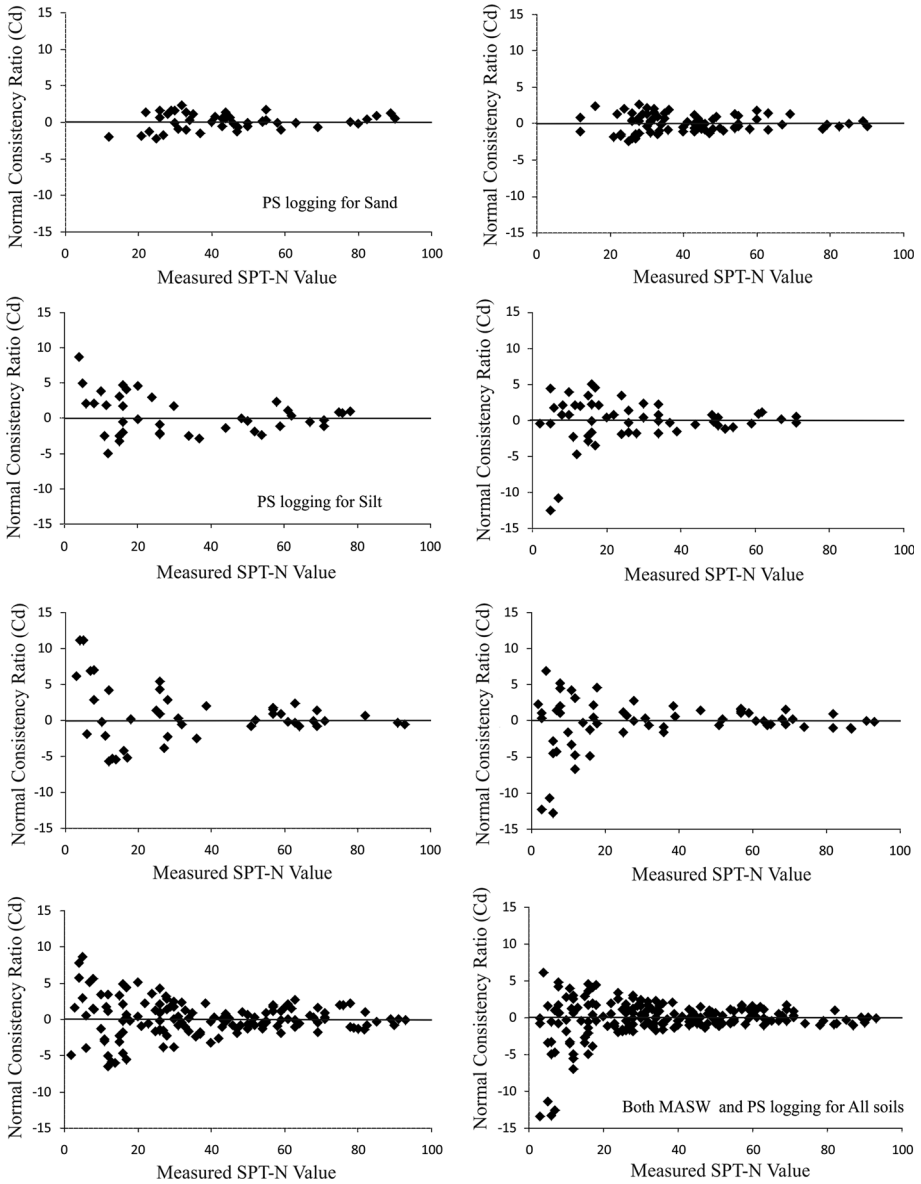 Normal Consistency Ratio (Cd)
15
10
5
0
-5
-10
-15
0 20 40 60 80 100
PS logging for Sand
Measured SPT-N Value
Normal Consistency Ratio (Cd)
15
10
5
0
-5
-10
-15
0 20 40 60 80 100
Measured SPT-N Value
Normal Consistency Ratio (Cd)
15
10
5
0
-5
-10
-15
0 20 40 60 80 100
PS logging for Silt
Measured SPT-N Value
Normal Consistency Ratio (Cd)
15
10
5
0
-5
-10
-15
0 20 40 60 80 100
Measured SPT-N Value
Normal Consistency Ratio (Cd)
15
10
5
0
-5
-10
-15
0 20 40 60 80 100
Measured SPT-N Value
Normal Consistency Ratio (Cd)
15
10
5
0
-5
-10
-15
0 20 40 60 80 100
Measured SPT-N Value
Normal Consistency Ratio (Cd)
15
10
5
0
-5
-10
-15
0 20 40 60 80 100
Measured SPT-N Value
Normal Consistency Ratio (Cd)
15
10
5
0
-5
-10
-15
0 20 40 60 80 100
Both MASW and PS logging for All soils
Measured SPT-N Value